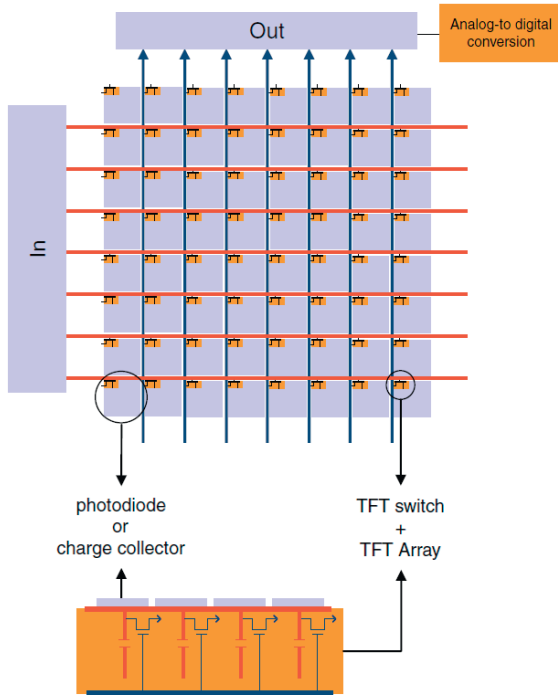 Out
Analog-to digital
conversion
In
photodiode
or
charge collector
TFT switch
+
TFT Array